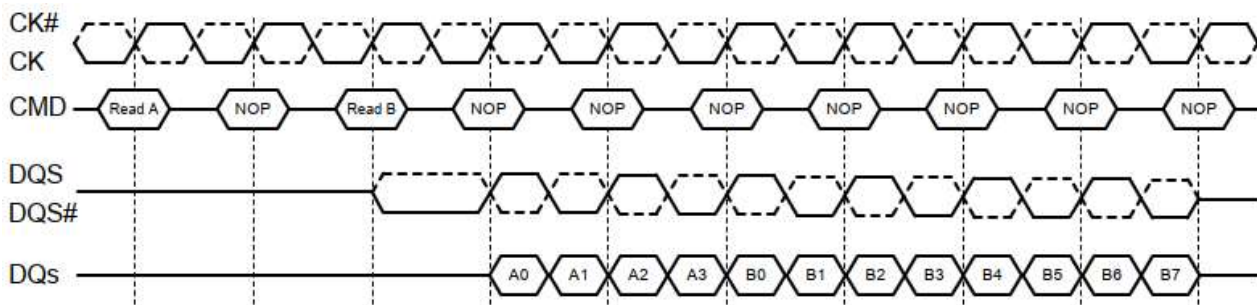 CK#
CK
CMD Read A NOP Read B NOP NOP NOP NOP NOP NOP NOP
DQS
DQS#
DQs A0 A1 A2 A3 B0 B1 B2 B3 B4 B5 B6 B7